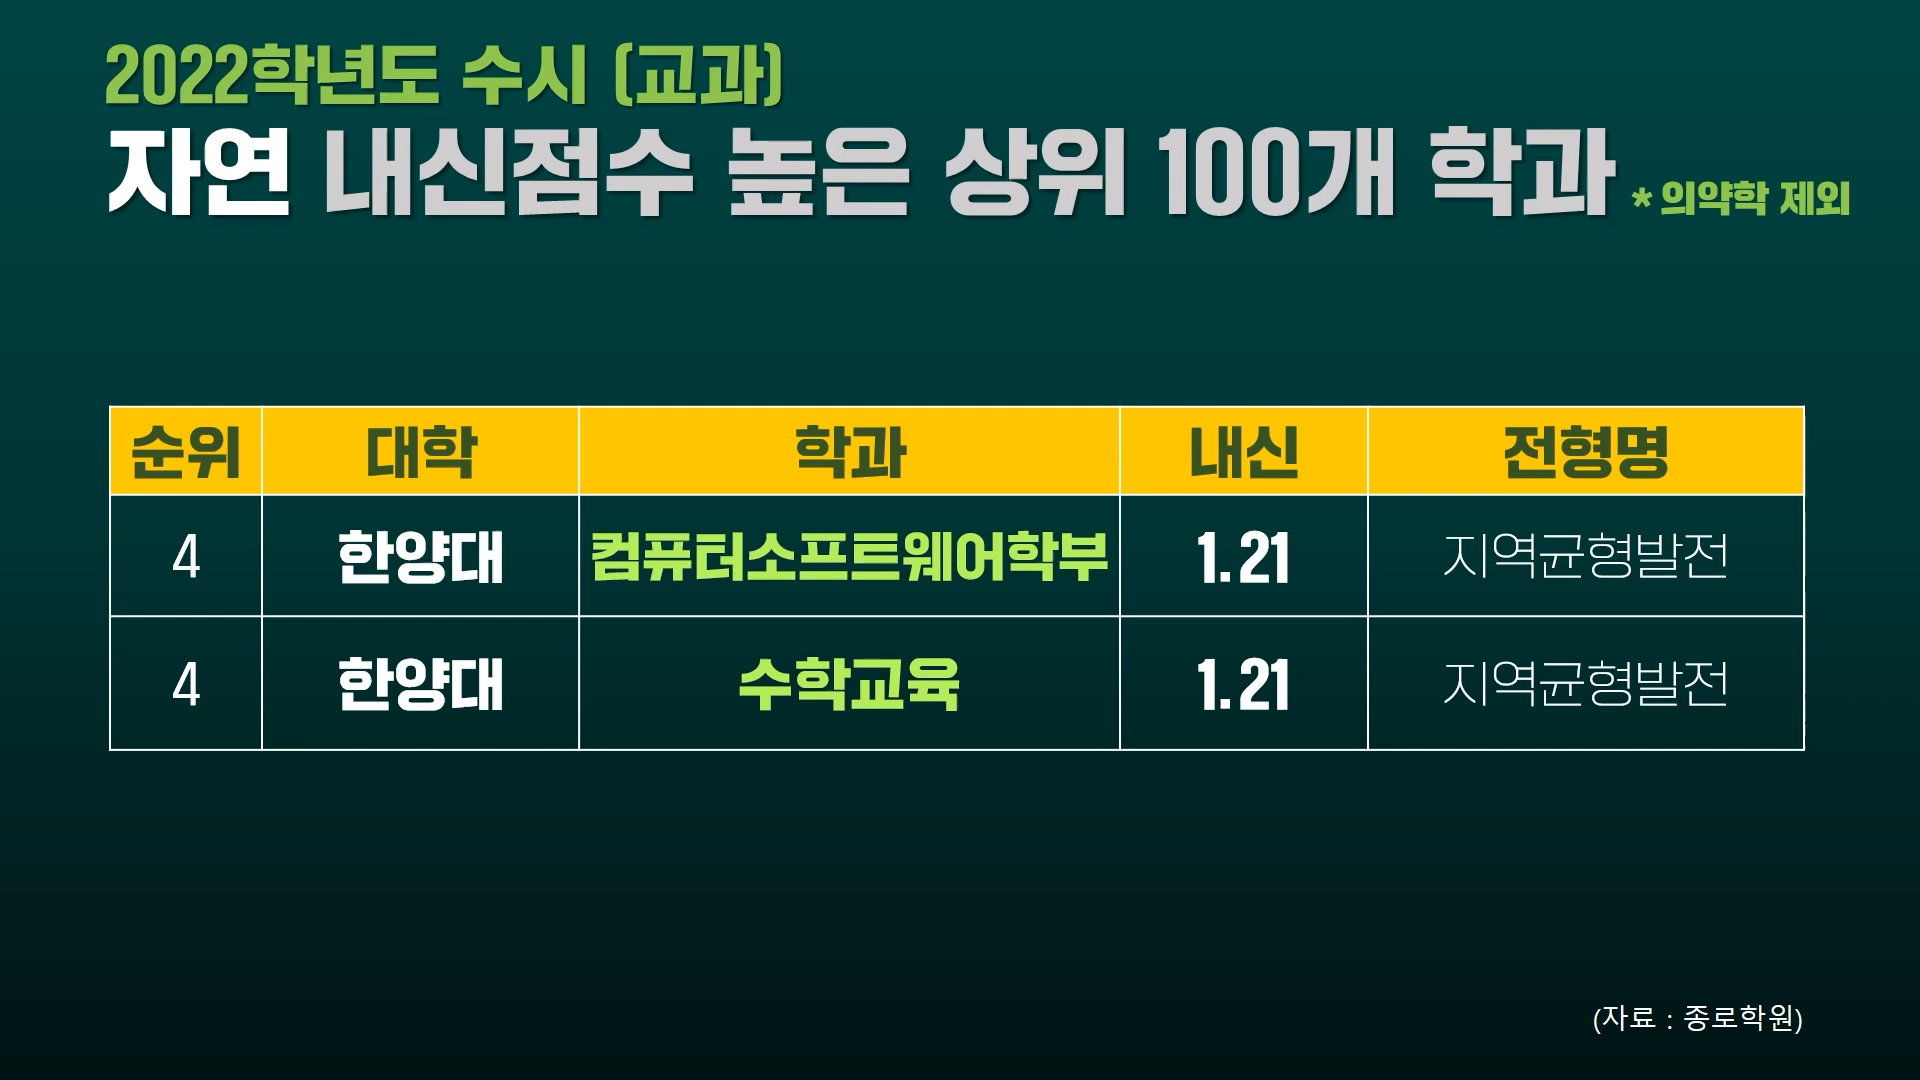 2022학년도 수시 (교과)
자연 내신점수 높은 상위 100개 학과 * 의약학 제외
순위 대학 학과 내신 전형명
4 한양대 컴퓨터소프트웨어학부 1.21 지역균형발전
4 한양대 수학교육 1.21 지역균형발전
(자료 : 종로학원)